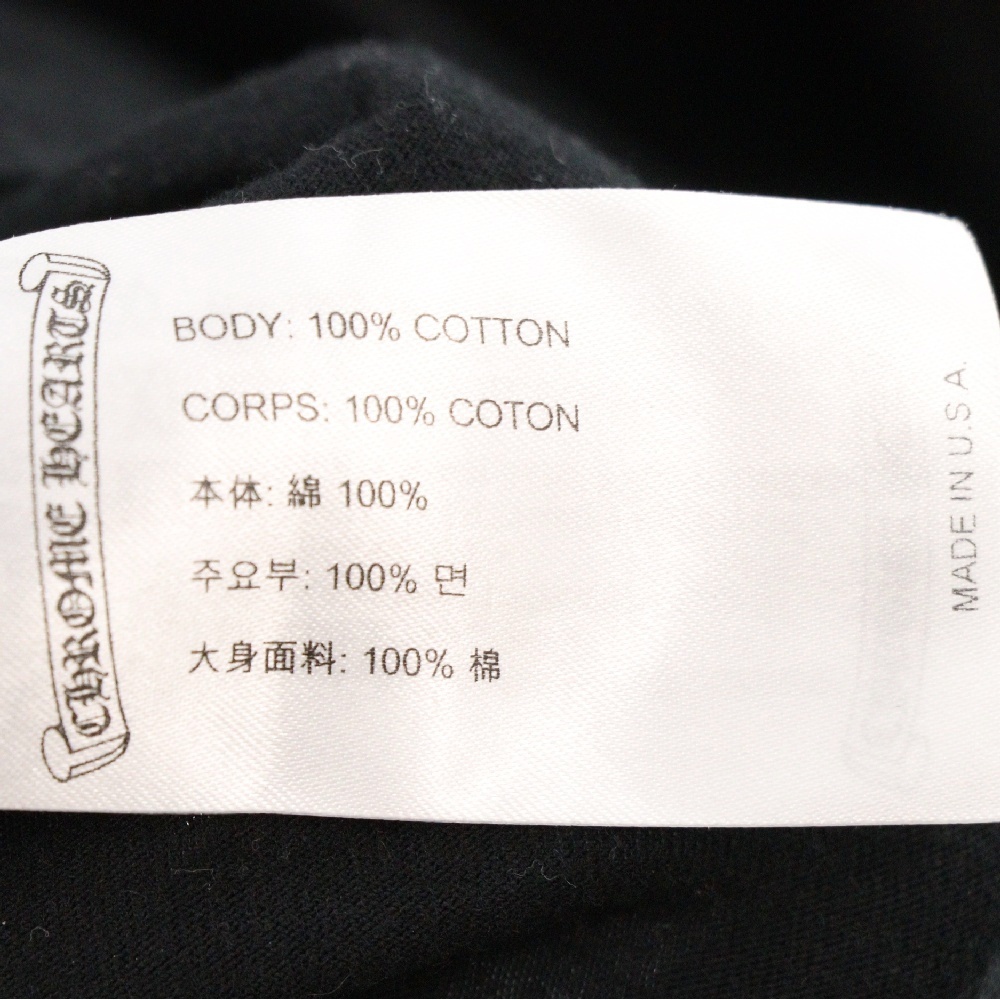 CHROME HEARTS
BODY: 100% COTTON
CORPS: 100% COTON
本体: 綿 100%
주요부: 100% 면
大身面料: 100% 棉
MADE IN U.S.A.